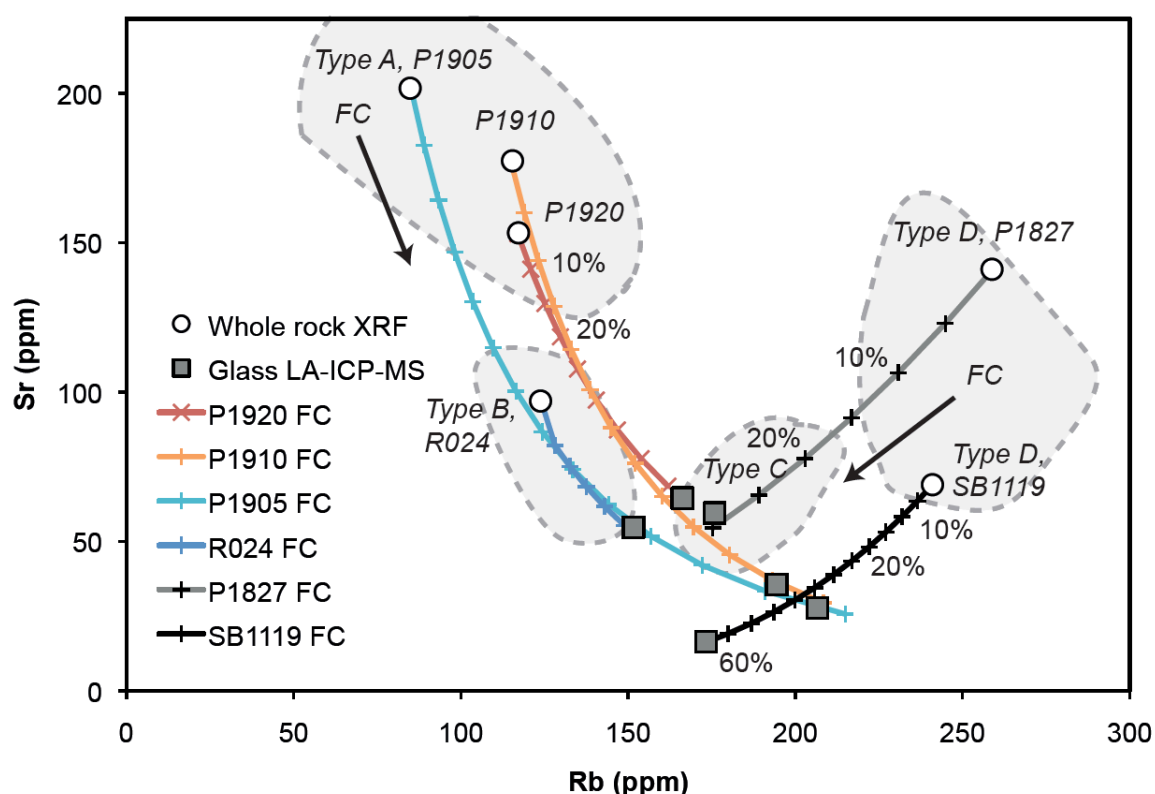 200
150
100
50
0
Sr (ppm)
Type A, P1905
FC
P1910
P1920
10%
20%
Type D, P1827
10%
FC
20%
Type C
Type D,
SB1119
10%
20%
60%
Type B,
R024
Whole rock XRF
Glass LA-ICP-MS
P1920 FC
P1910 FC
P1905 FC
R024 FC
P1827 FC
SB1119 FC
0 50 100 150 200 250 300
Rb (ppm)